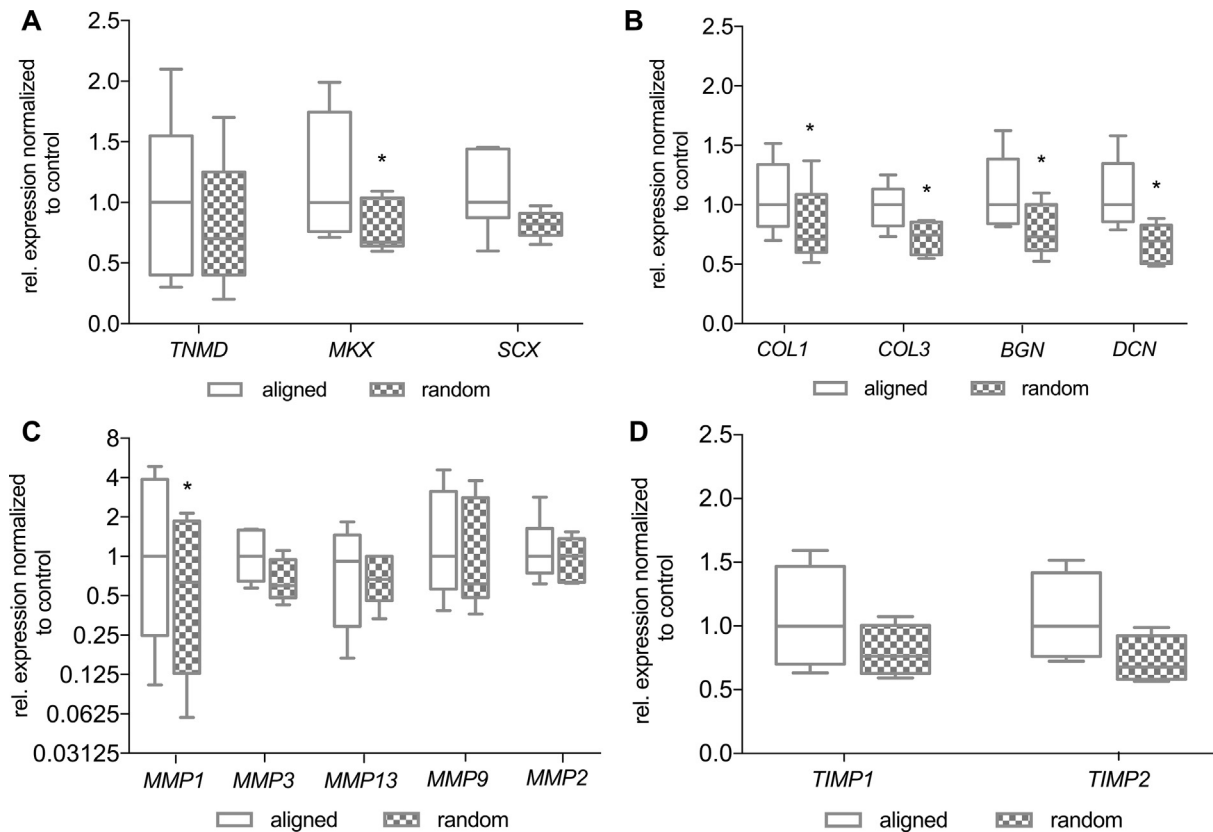 A
rel. expression normalized
to control
2.5
2.0
1.5
1.0
0.5
0.0
*
TNMD MKX SCX
aligned random
B
rel. expression normalized
to control
2.5
2.0
1.5
1.0
0.5
0.0
* * * *
COL1 COL3 BGN DCN
aligned random
C
rel. expression normalized
to control
8
4
2
1
0.5
0.25
0.125
0.0625
0.03125
*
MMP1 MMP3 MMP13 MMP9 MMP2
aligned random
D
rel. expression normalized
to control
2.5
2.0
1.5
1.0
0.5
0.0
TIMP1 TIMP2
aligned random